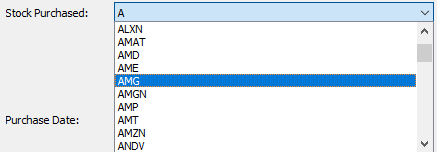 Stock Purchased: A
ALXN
AMAT
AMD
AME
AMG
AMGN
AMP
Purchase Date: AMT
AMZN
ANDV